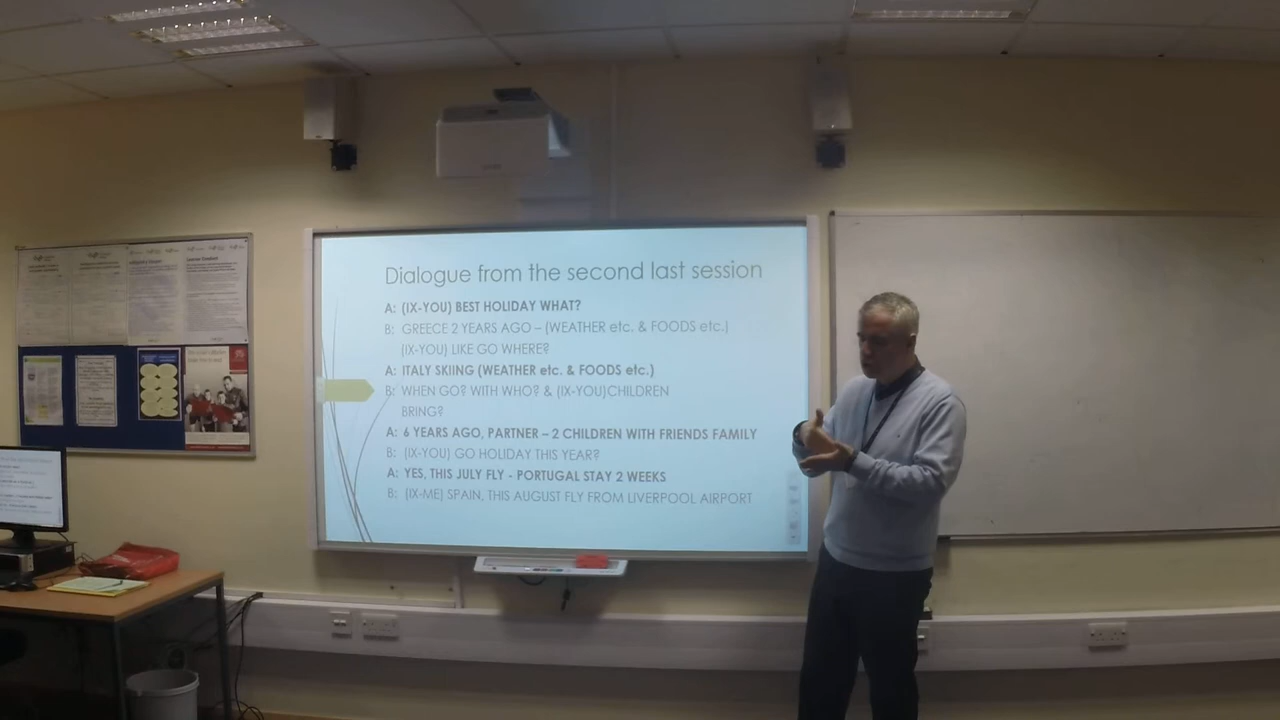 Dialogue from the second last session
A: (IX-YOU) BEST HOLIDAY WHAT?
B: GREECE 2 YEARS AGO – (WEATHER etc. & FOODS etc.)
(IX-YOU) LIKE GO WHERE?
A: ITALY SKIING (WEATHER etc. & FOODS etc.)
B: WHEN GO? WITH WHO? & (IX-YOU)CHILDREN
BRING?
A: 6 YEARS AGO, PARTNER – 2 CHILDREN WITH FRIENDS FAMILY
B: (IX-YOU) GO HOLIDAY THIS YEAR?
A: YES, THIS JULY FLY - PORTUGAL STAY 2 WEEKS
B: (IX-ME) SPAIN, THIS AUGUST FLY FROM LIVERPOOL AIRPORT